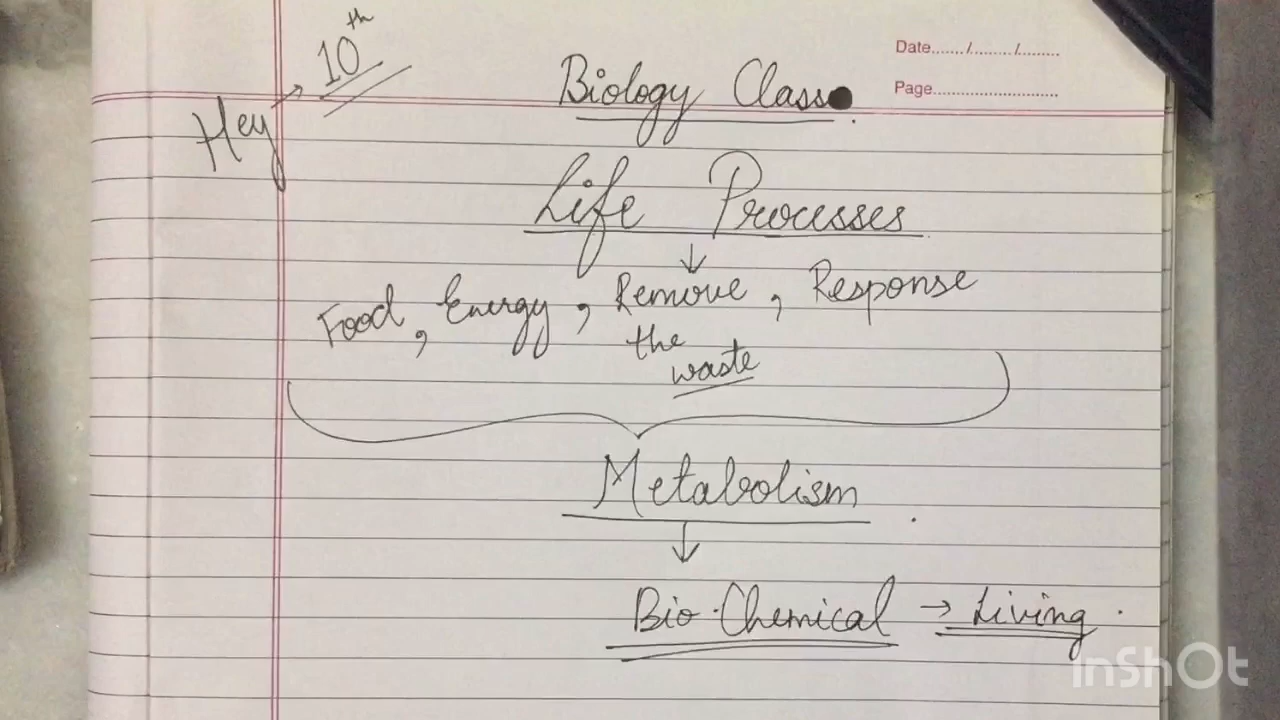 Hey → 10th
Biology Class
Date......./........./.........
Page............................
Life Processes
↓
Food, Energy, Remove, Response
the
waste
Metabolism
↓
Bio-Chemical → Living
InShOt